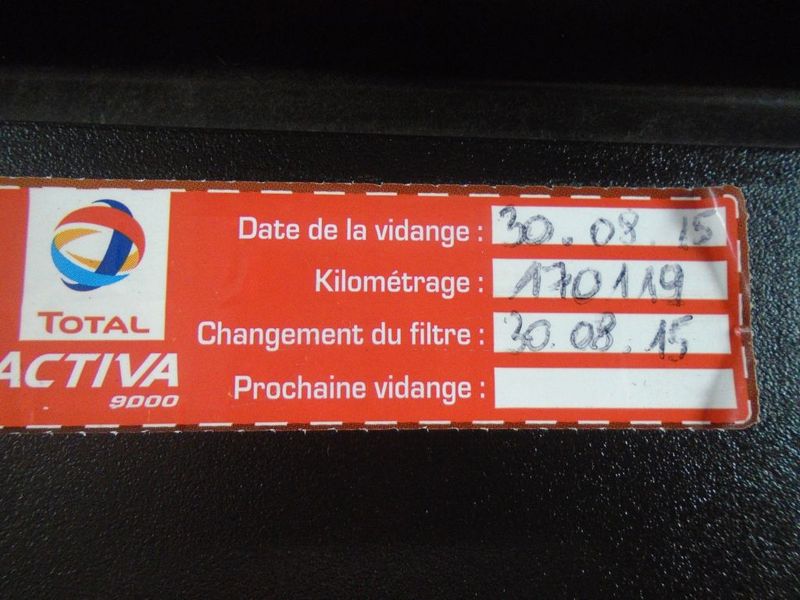 TOTAL
ACTIVA
9000
Date de la vidange : 30.08.15
Kilométrage : 170119
Changement du filtre : 30.08.15
Prochaine vidange :